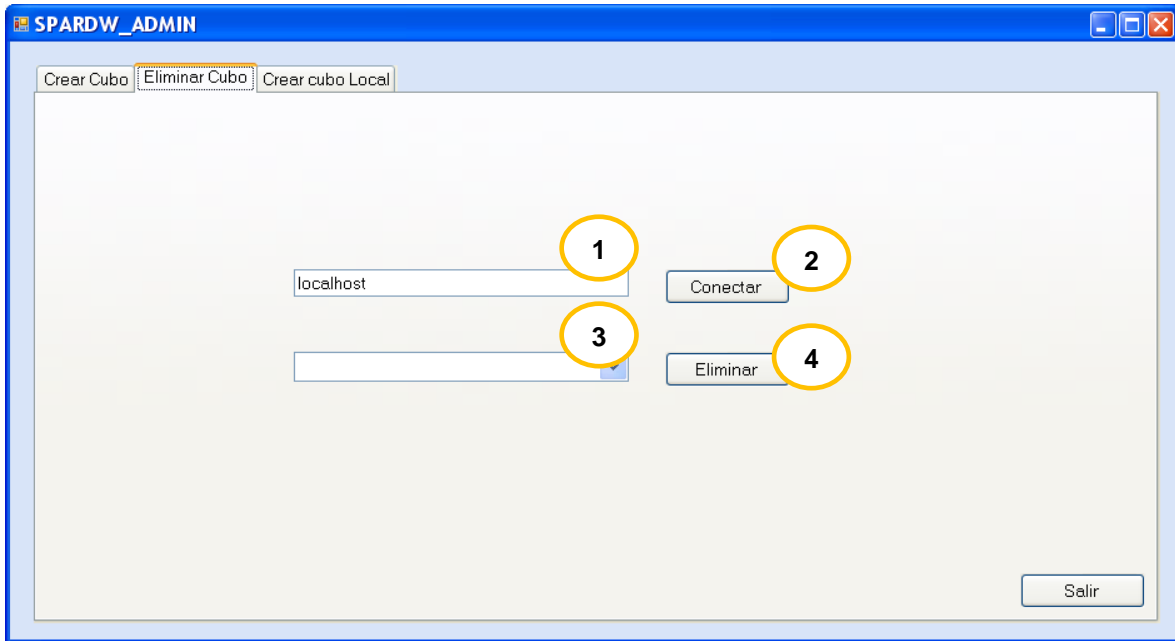 SPARDW_ADMIN
Crear Cubo Eliminar Cubo Crear cubo Local
1
2
localhost
Conectar
3
4
Eliminar
Salir